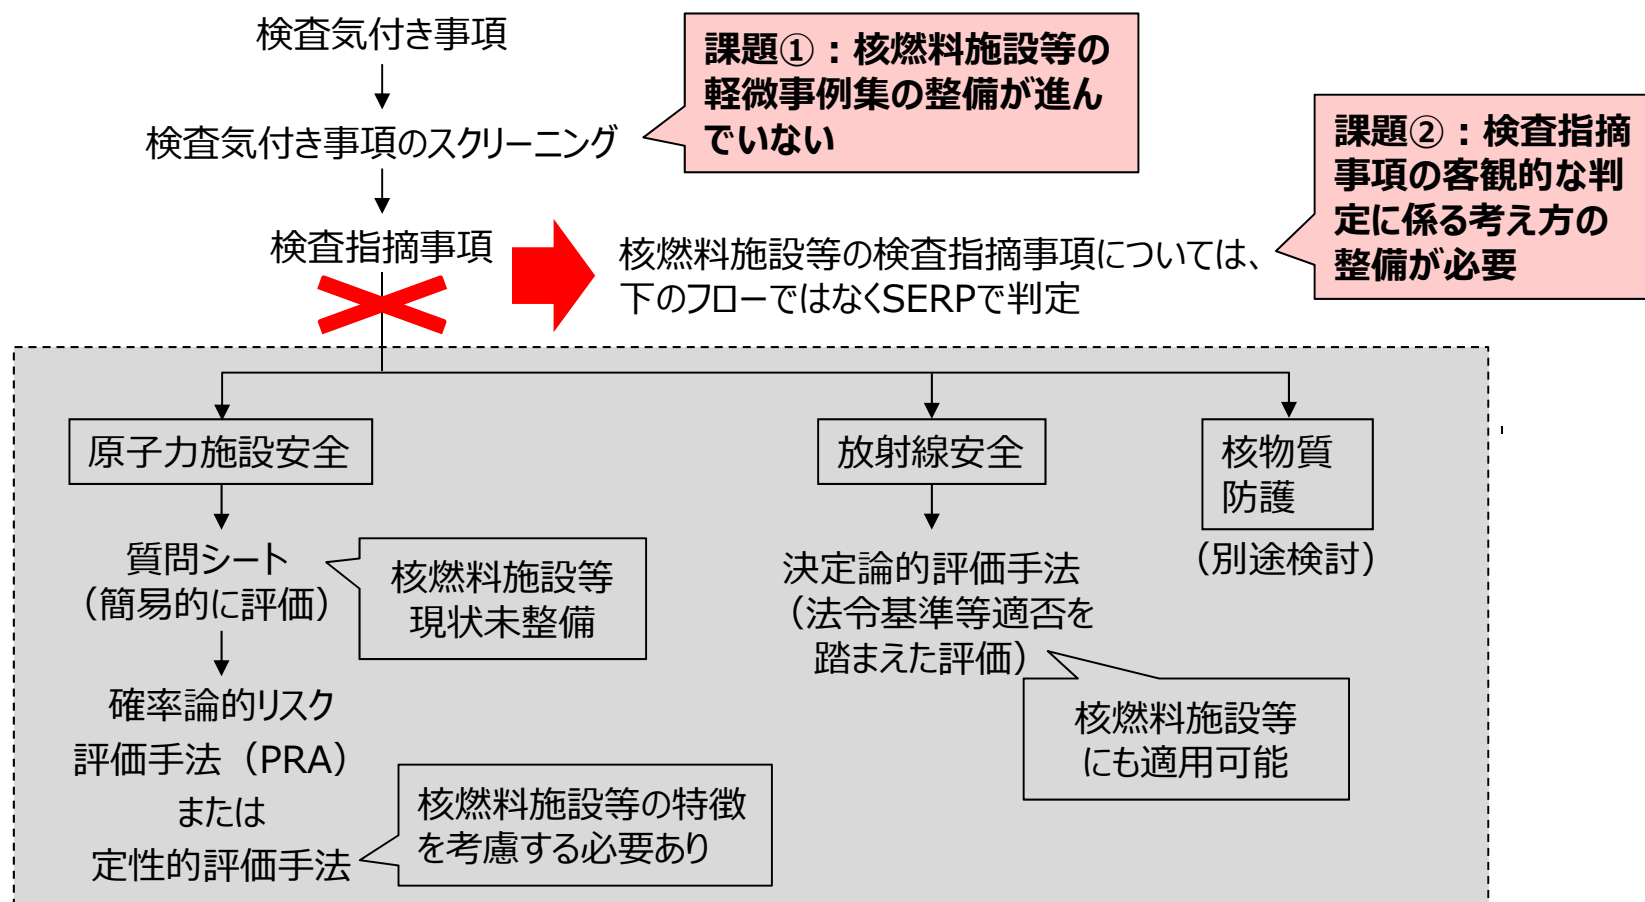 検査気付き事項
課題①：核燃料施設等の
軽微事例集の整備が進ん
でいない
検査気付き事項のスクリーニング
課題②：検査指摘
事項の客観的な判
定に係る考え方の
整備が必要
検査指摘事項
核燃料施設等の検査指摘事項については、
下のフローではなくSERPで判定
原子力施設安全
放射線安全
核物質
防護
（別途検討）
質問シート
（簡易的に評価）
核燃料施設等
現状未整備
決定論的評価手法
（法令基準等適否を
踏まえた評価）
核燃料施設等
にも適用可能
確率論的リスク
評価手法（PRA）
または
定性的評価手法
核燃料施設等の特徴
を考慮する必要あり